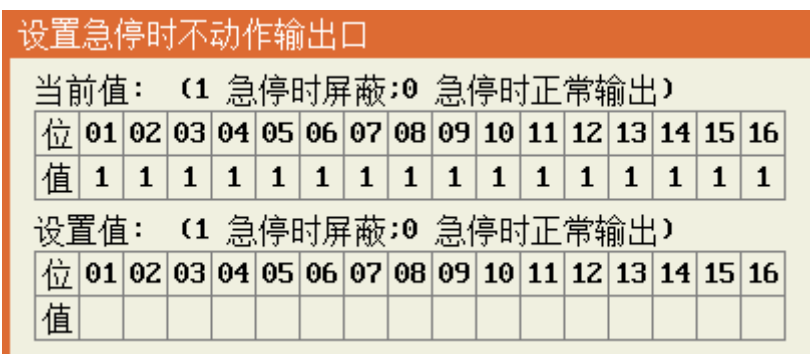 设置急停时不动作输出口
当前值: (1 急停时屏蔽;0 急停时正常输出)
位 01 02 03 04 05 06 07 08 09 10 11 12 13 14 15 16
值 1 1 1 1 1 1 1 1 1 1 1 1 1 1 1 1
设置值: (1 急停时屏蔽;0 急停时正常输出)
位 01 02 03 04 05 06 07 08 09 10 11 12 13 14 15 16
值